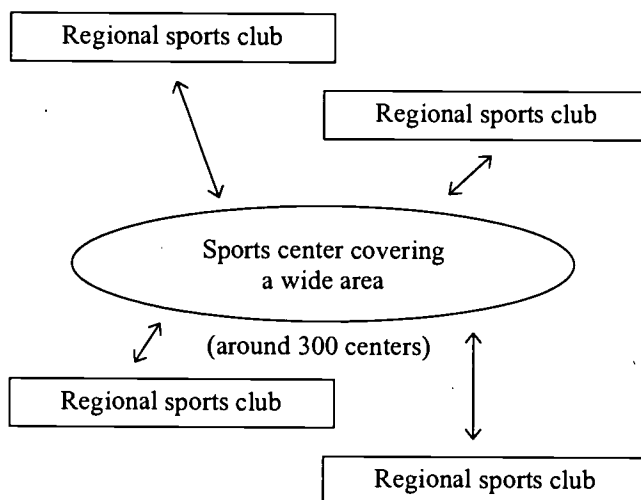 Regional sports club
Regional sports club
Sports center covering
a wide area
(around 300 centers)
Regional sports club
Regional sports club